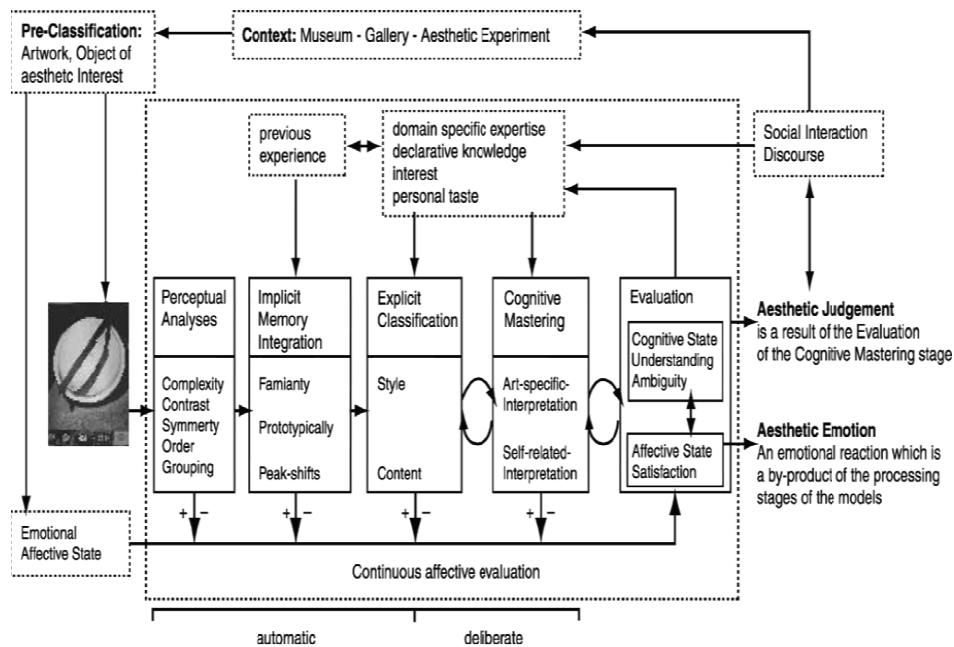 Pre-Classification:
Artwork, Object of
aesthetc Interest
Context: Museum - Gallery - Aesthetic Experiment
previous
experience
domain specific expertise
declarative knowledge
interest
personal taste
Social Interaction
Discourse
Perceptual
Analyses
Complexity
Contrast
Symmerty
Order
Grouping
Implicit
Memory
Integration
Famianty
Prototypically
Peak-shifts
Explicit
Classification
Style
Content
Cognitive
Mastering
Art-specific-
Interpretation
Self-related-
Interpretation
Evaluation
Cognitive State
Understanding
Ambiguity
Affective State
Satisfaction
Aesthetic Judgement
is a result of the Evaluation
of the Cognitive Mastering stage
Aesthetic Emotion
An emotional reaction which is
a by-product of the processing
stages of the models
+ − + − + − + −
Emotional
Affective State
Continuous affective evaluation
automatic
deliberate